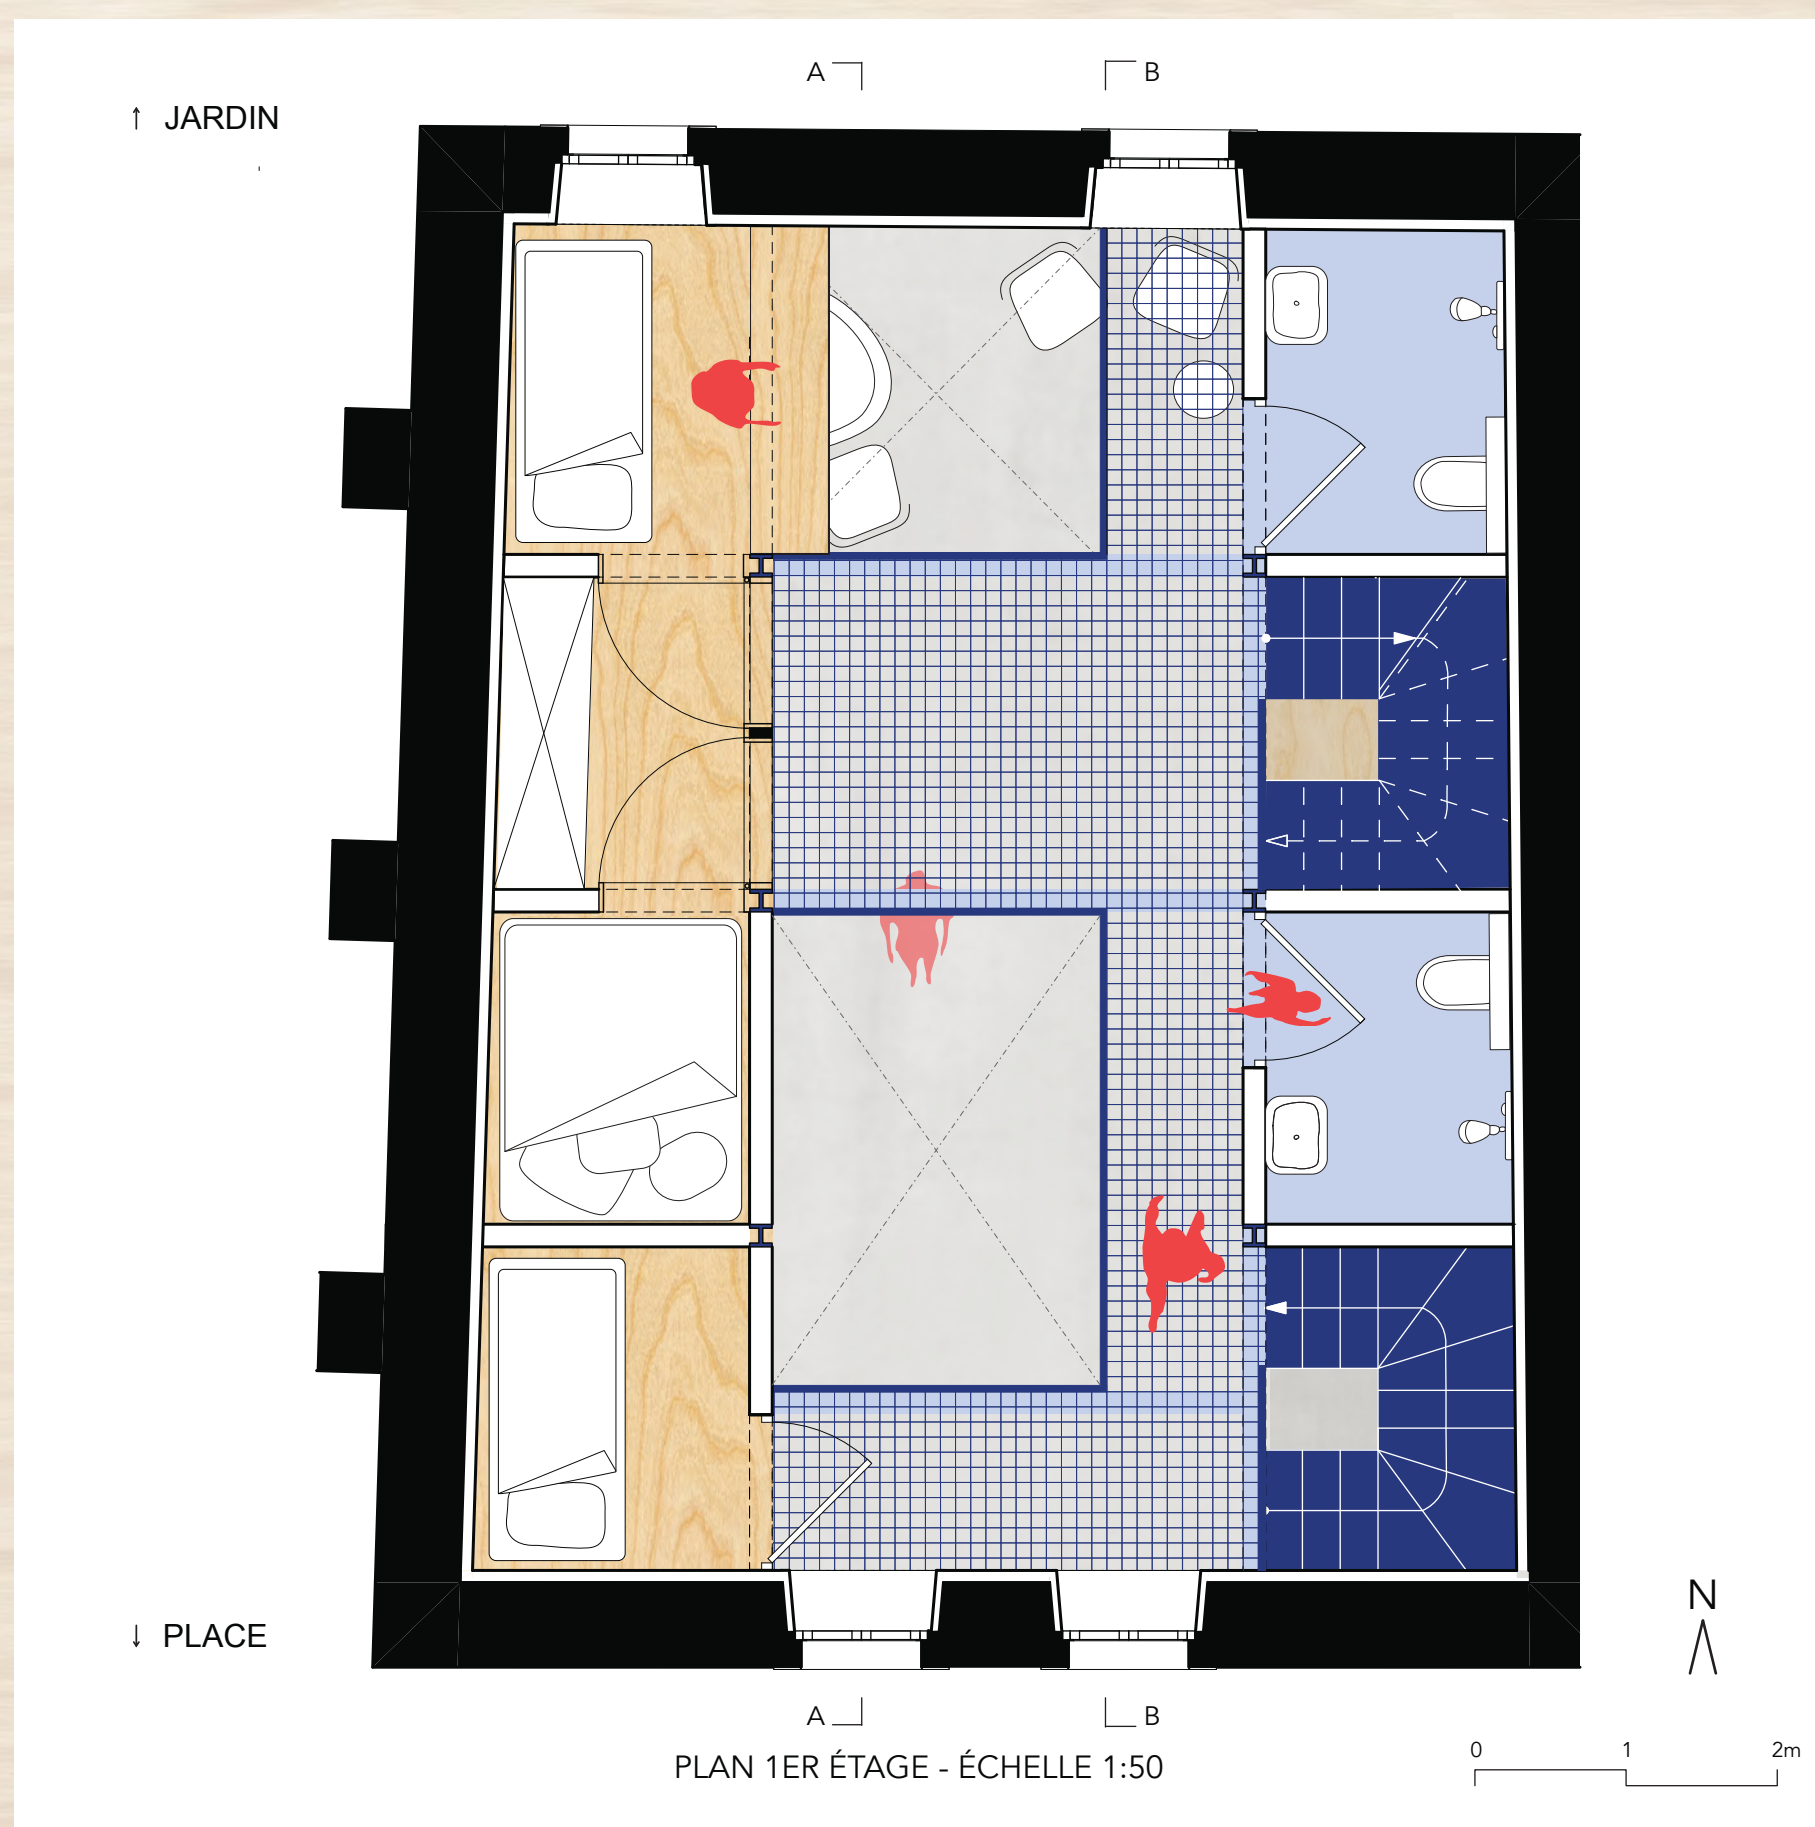 A
B
↑ JARDIN
↓ PLACE
N
A
B
PLAN 1ER ÉTAGE - ÉCHELLE 1:50
0 1 2m